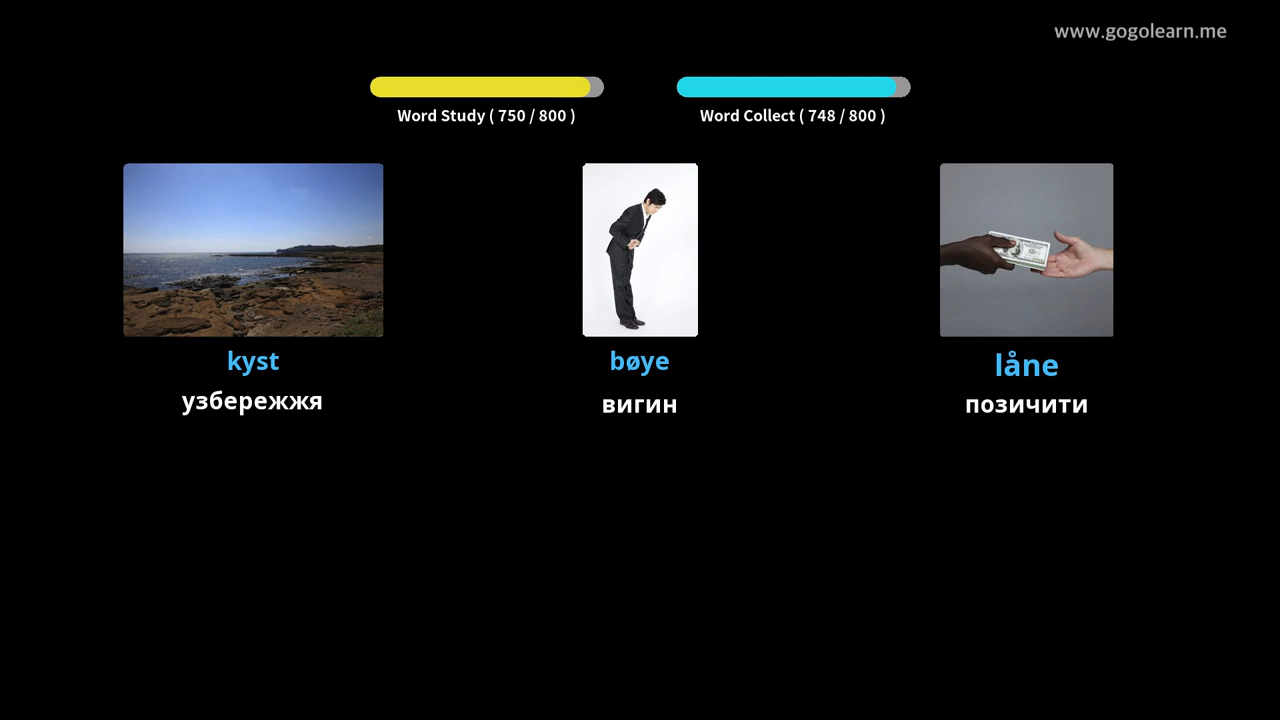 www.gogolearn.me
Word Study ( 750 / 800 )
Word Collect ( 748 / 800 )
kyst
узбережжя
bøye
вигин
låne
позичити